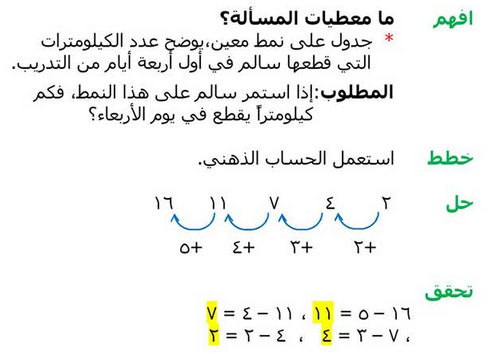 افهم ما معطيات المسألة؟
* جدول على نمط معين،يوضح عدد الكيلومترات
التي قطعها سالم في أول أربعة أيام من التدريب.
المطلوب:إذا استمر سالم على هذا النمط، فكم
كيلومتراً يقطع في يوم الأربعاء؟
خطط استعمل الحساب الذهني.
حل ٢ ٤ ٧ ١١ ١٦
+٢ +٣ +٤ +٥
تحقق
١٦ – ٥ = ١١ ، ١١ – ٤ = ٧
، ٧ – ٣ = ٤ ، ٤ – ٢ = ٢